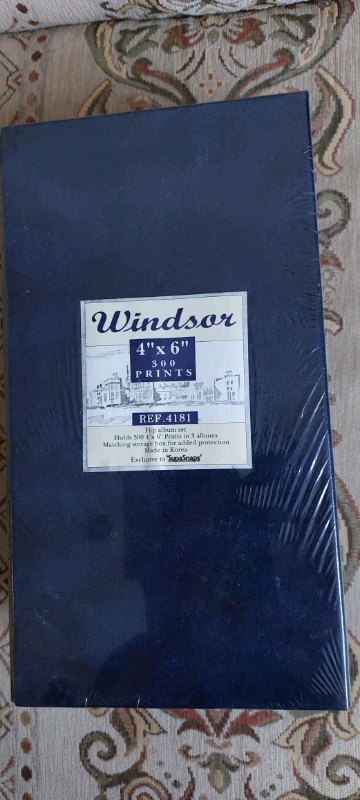 Windsor
4" x 6"
300
PRINTS
REF.4181
Flip album set
Holds 300 4"x 6" Prints in 3 albums
Matching storage box for added protection
Made in Korea
Exclusive to "SupaSnaps"